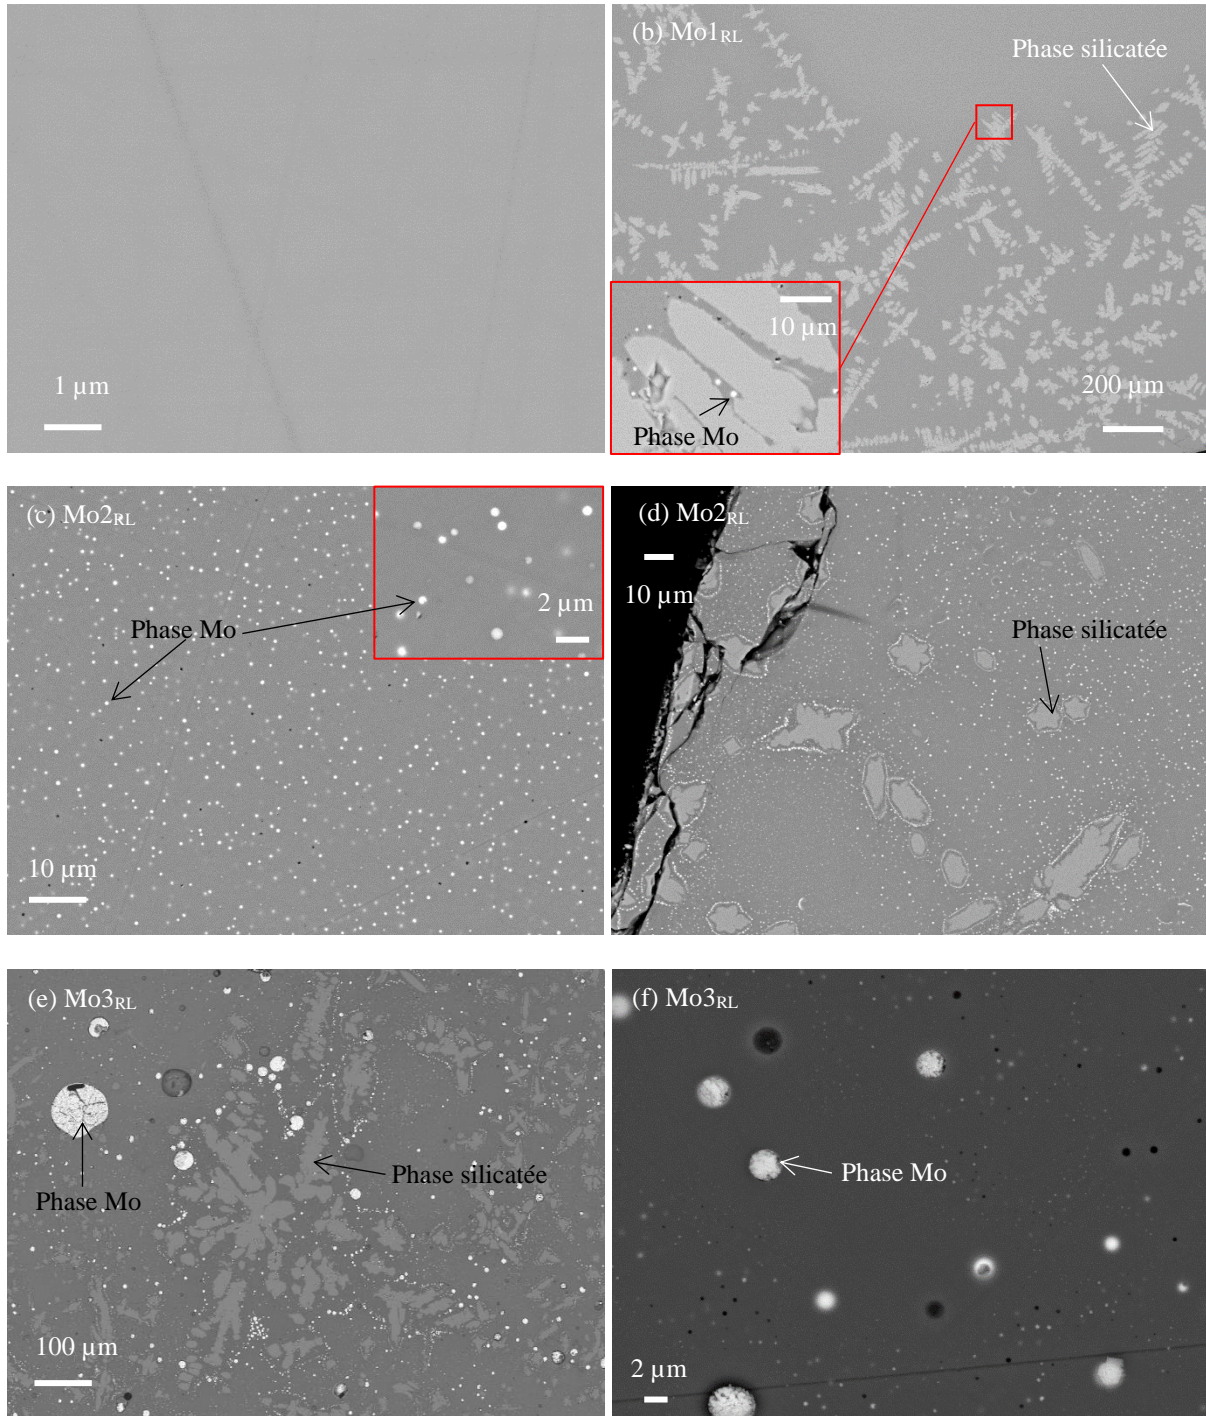 1 µm
(b) Mo1RL
Phase silicatée
10 µm
Phase Mo
200 µm
(c) Mo2RL
Phase Mo
2 µm
10 µm
(d) Mo2RL
10 µm
Phase silicatée
(e) Mo3RL
Phase Mo
Phase silicatée
100 µm
(f) Mo3RL
Phase Mo
2 µm